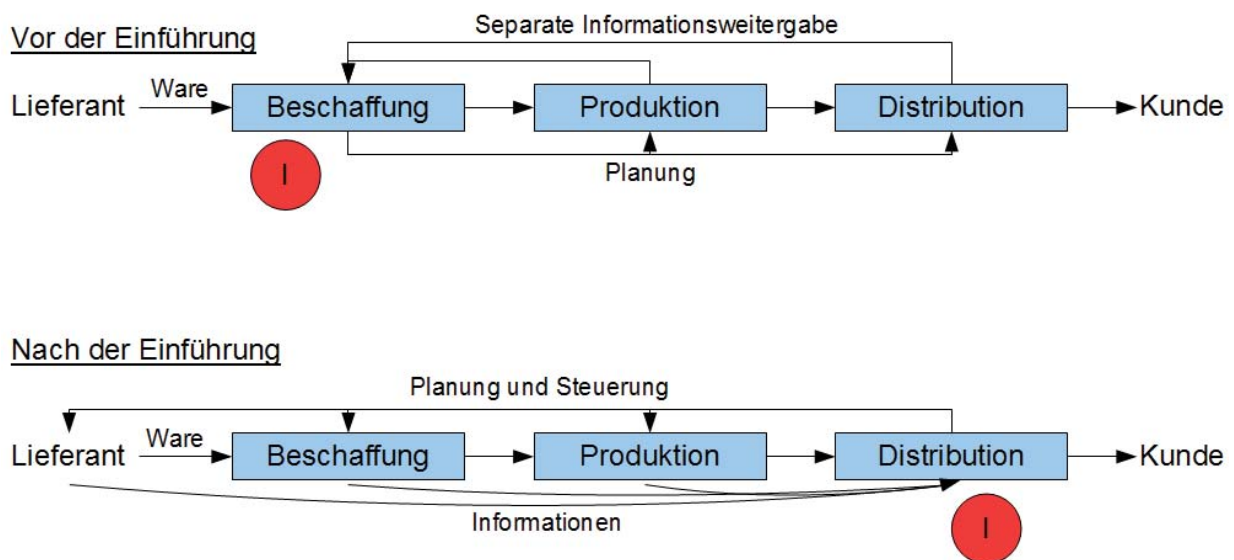 Vor der Einführung
Separate Informationsweitergabe
Lieferant
Ware
Beschaffung
Produktion
Distribution
Kunde
I
Planung
Nach der Einführung
Planung und Steuerung
Lieferant
Ware
Beschaffung
Produktion
Distribution
Kunde
Informationen
I